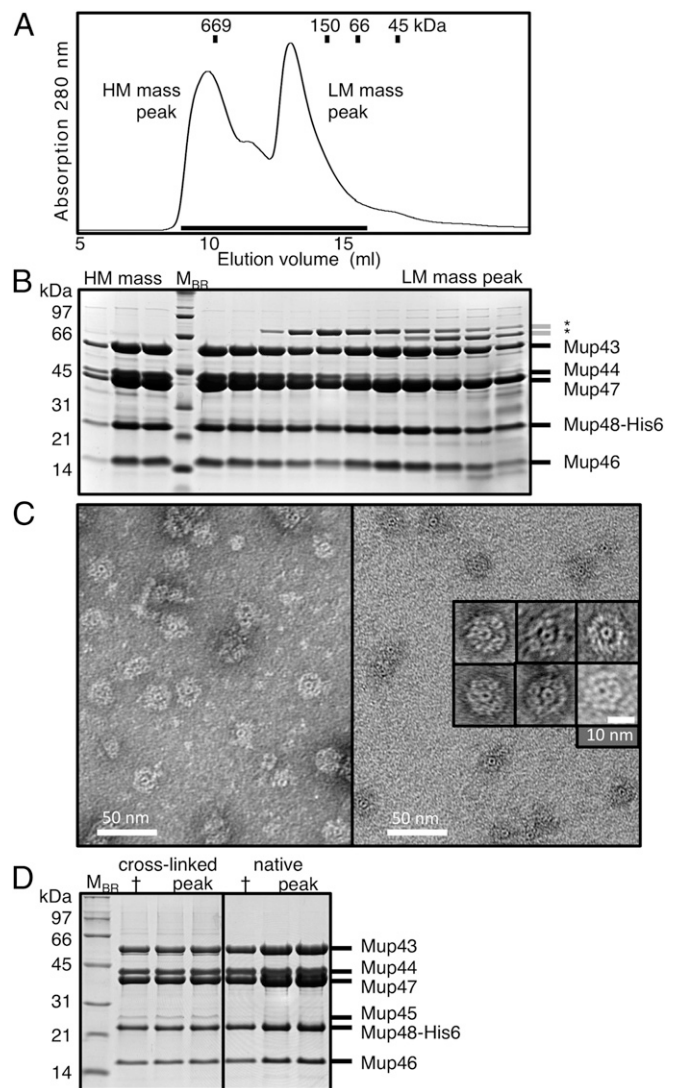 A
669 150 66 45 kDa
HM mass
peak
LM mass
peak
Absorption 280 nm
5 10 15
Elution volume (ml)
B
HM mass MBR LM mass peak
kDa
97
66
45
31
21
14
*
*
Mup43
Mup44
Mup47
Mup48-His6
Mup46
C
50 nm
50 nm
10 nm
D
cross-linked native
MBR † peak † peak
kDa
97
66
45
31
21
14
Mup43
Mup44
Mup47
Mup45
Mup48-His6
Mup46